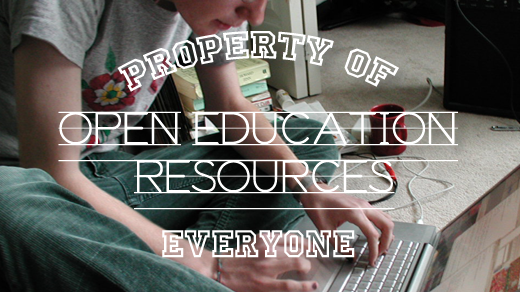 PROPERTY OF
OPEN EDUCATION
RESOURCES
EVERYONE